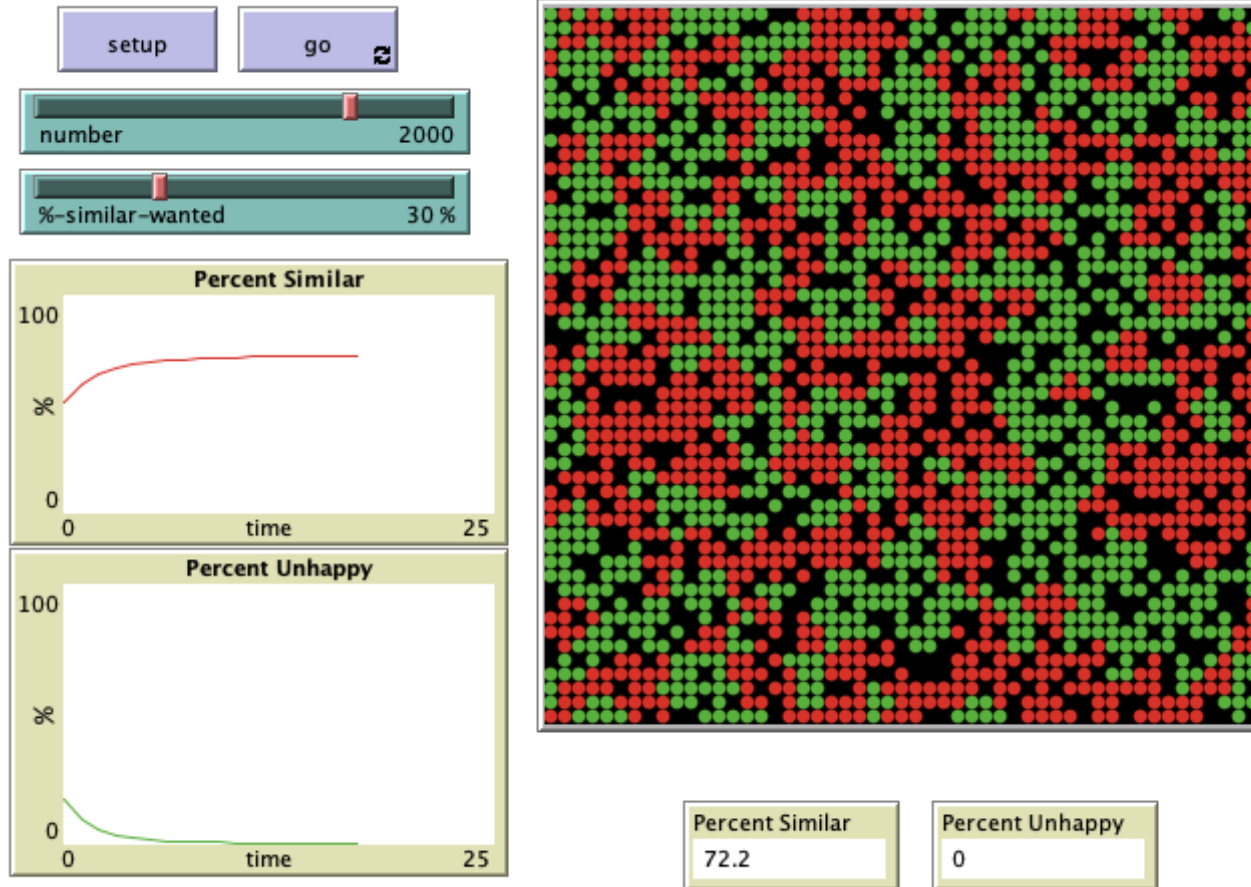 setup
go
number 2000
%-similar-wanted 30 %
Percent Similar
100
%
0
0 time 25
Percent Unhappy
100
%
0
0 time 25
Percent Similar
72.2
Percent Unhappy
0